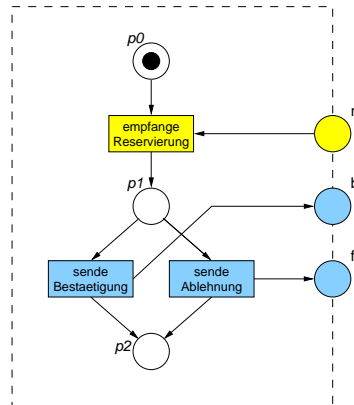 p0
empfange
Reservierung
p1
b
sende
Bestaetigung
sende
Ablehnung
f
p2